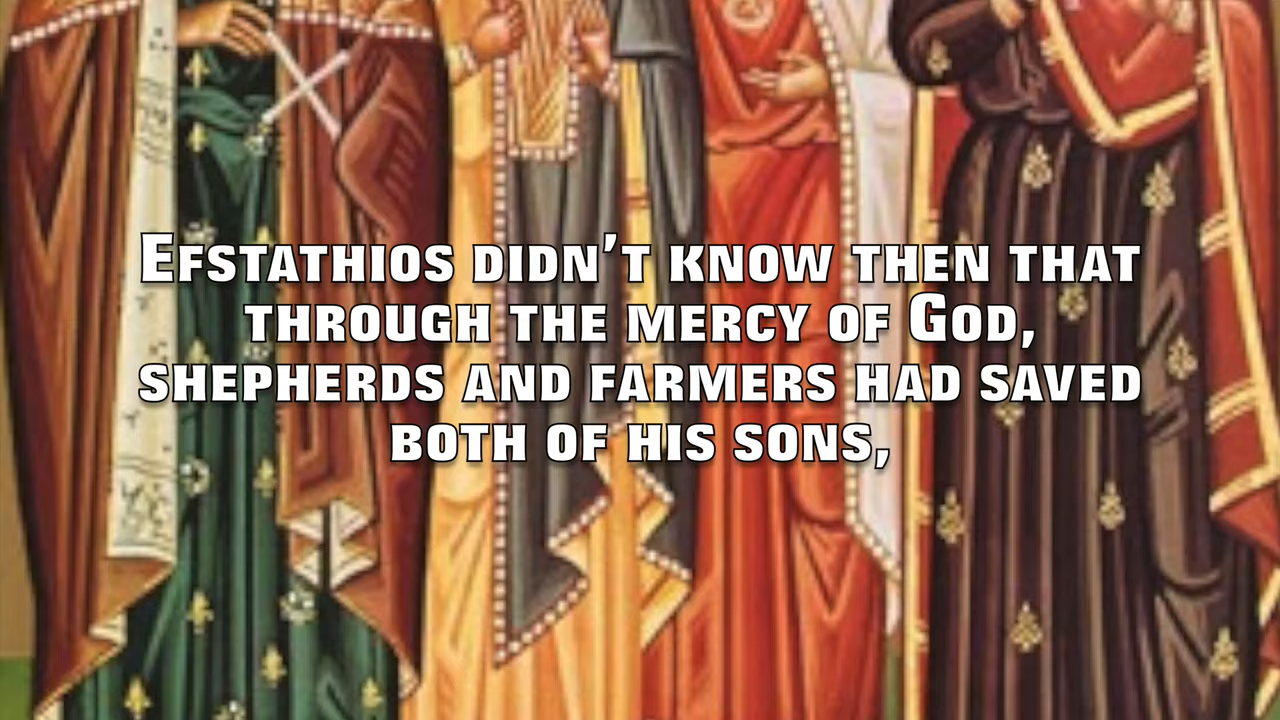 Efstathios didn't know then that
through the mercy of God,
shepherds and farmers had saved
both of his sons,